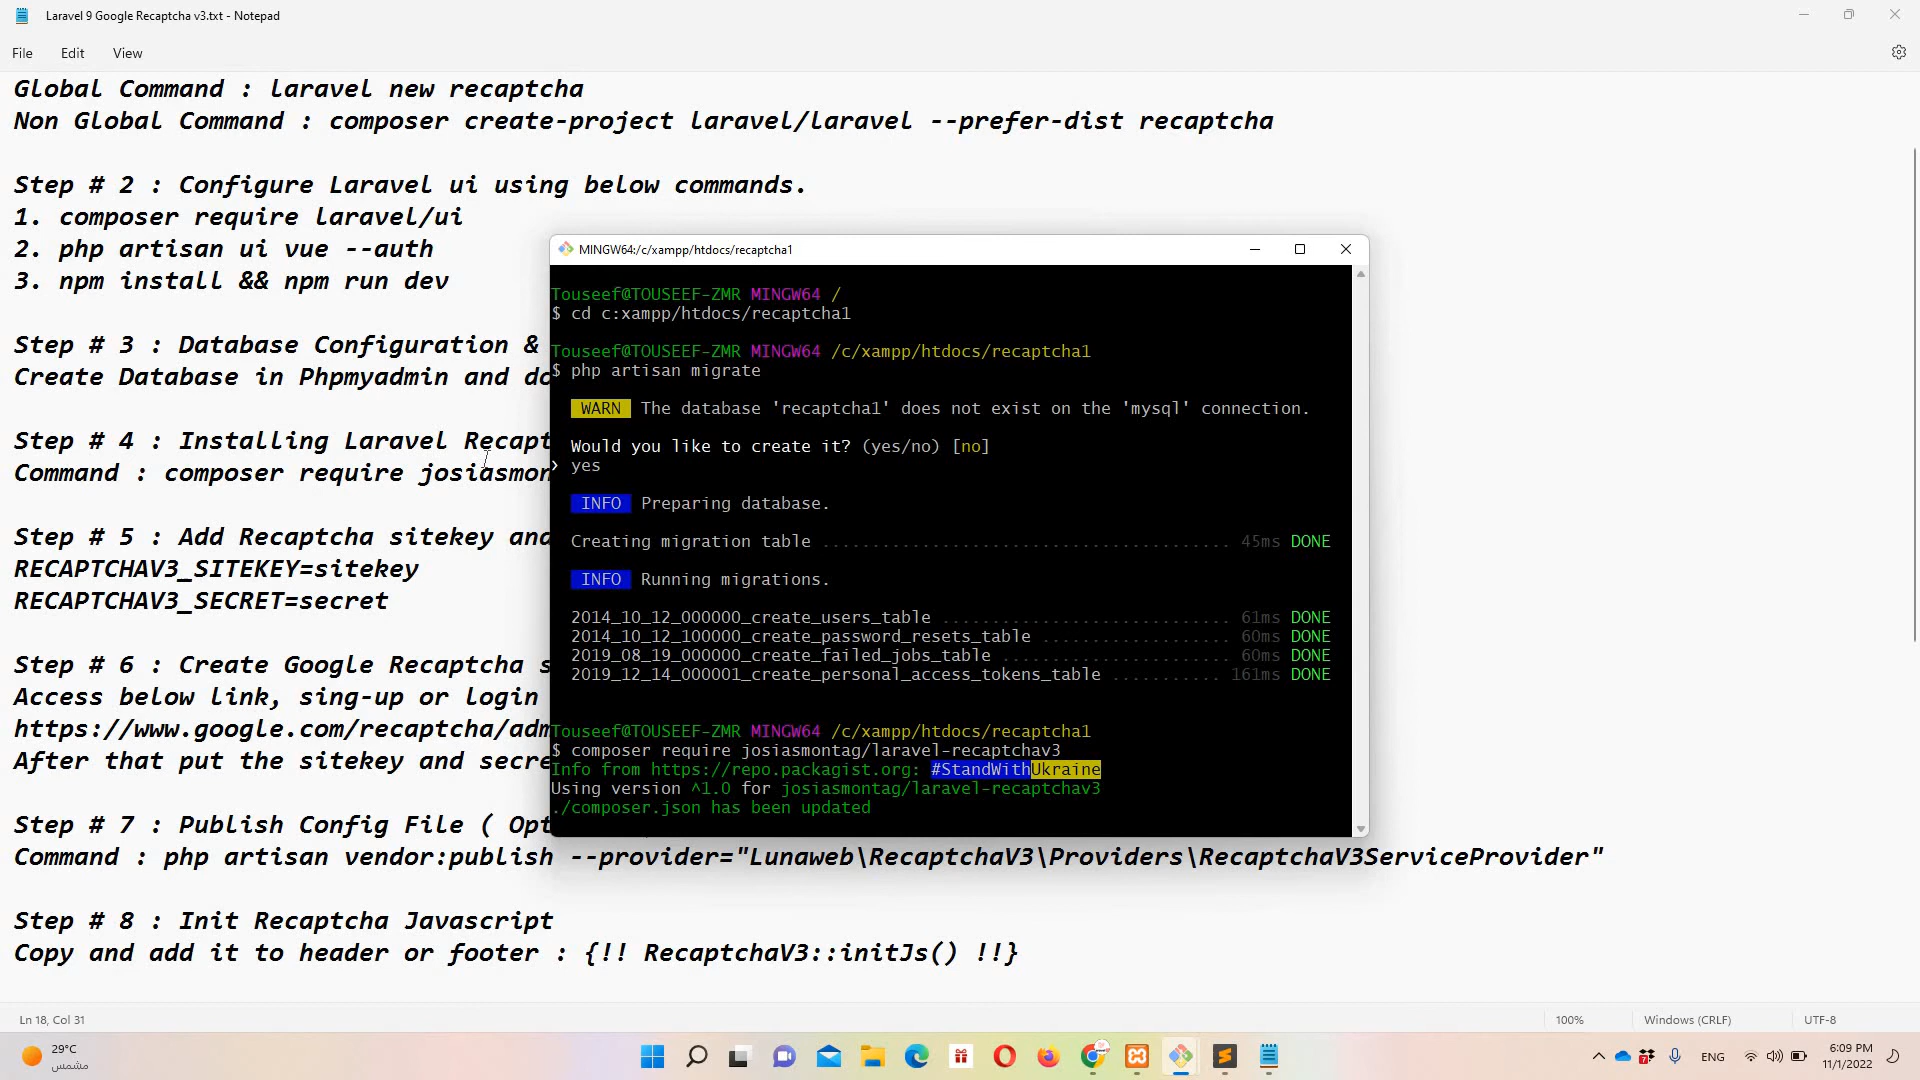 Laravel 9 Google Recaptcha v3.txt - Notepad
File Edit View
Global Command : laravel new recaptcha
Non Global Command : composer create-project laravel/laravel --prefer-dist recaptcha
Step # 2 : Configure Laravel ui using below commands.
1. composer require laravel/ui
2. php artisan ui vue --auth
3. npm install && npm run dev
Step # 3 : Database Configuration &
Create Database in Phpmyadmin and do
Step # 4 : Installing Laravel Recapt
Command : composer require josiasmon
Step # 5 : Add Recaptcha sitekey and
RECAPTCHAV3_SITEKEY=sitekey
RECAPTCHAV3_SECRET=secret
Step # 6 : Create Google Recaptcha s
Access below link, sing-up or login
https://www.google.com/recaptcha/adm
After that put the sitekey and secre
Step # 7 : Publish Config File ( Opt
Command : php artisan vendor:publish --provider="Lunaweb\RecaptchaV3\Providers\RecaptchaV3ServiceProvider"
Step # 8 : Init Recaptcha Javascript
Copy and add it to header or footer : {!! RecaptchaV3::initJs() !!}
MINGW64:/c/xampp/htdocs/recaptcha1
Touseef@TOUSEEF-ZMR MINGW64 /
$ cd c:xampp/htdocs/recaptcha1
Touseef@TOUSEEF-ZMR MINGW64 /c/xampp/htdocs/recaptcha1
$ php artisan migrate
WARN The database 'recaptcha1' does not exist on the 'mysql' connection.
Would you like to create it? (yes/no) [no]
❯ yes
INFO Preparing database.
Creating migration table ......................................... 45ms DONE
INFO Running migrations.
2014_10_12_000000_create_users_table ............................. 61ms DONE
2014_10_12_100000_create_password_resets_table ................... 60ms DONE
2019_08_19_000000_create_failed_jobs_table ....................... 60ms DONE
2019_12_14_000001_create_personal_access_tokens_table ........... 161ms DONE
Touseef@TOUSEEF-ZMR MINGW64 /c/xampp/htdocs/recaptcha1
$ composer require josiasmontag/laravel-recaptchav3
Info from https://repo.packagist.org: #StandWithUkraine
Using version ^1.0 for josiasmontag/laravel-recaptchav3
./composer.json has been updated
Ln 18, Col 31 100% Windows (CRLF) UTF-8
29°C
مشمس
ENG
6:09 PM
11/1/2022